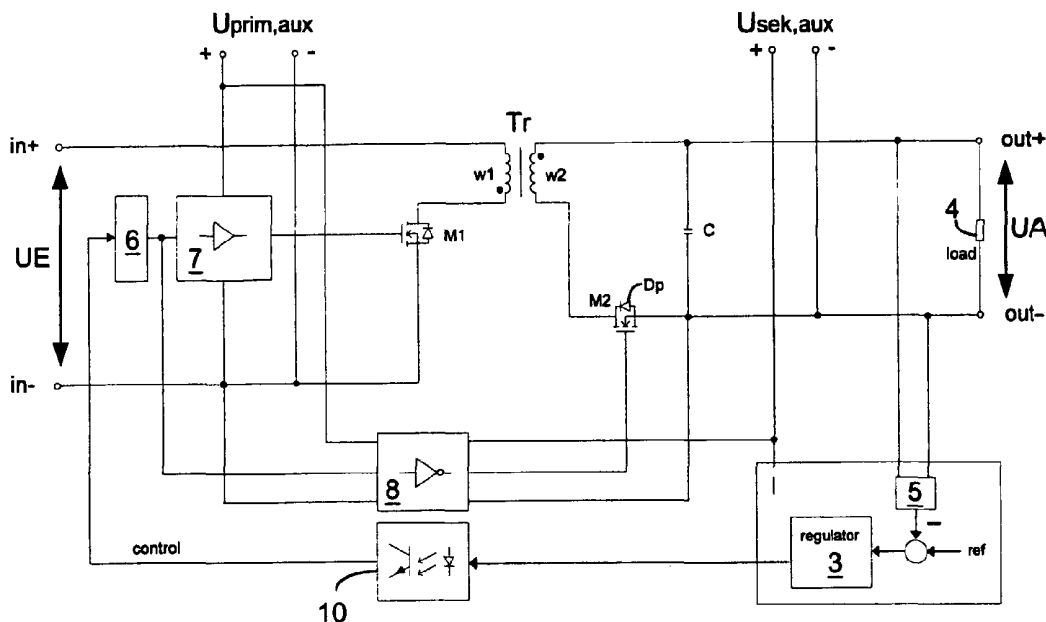 Uprim,aux
Usek,aux
+
-
+
-
Tr
in+
out+
w1
w2
6
7
M1
C
4
load
UE
UA
M2
Dp
out–
in-
8
5
–
regulator
3
ref
control
10